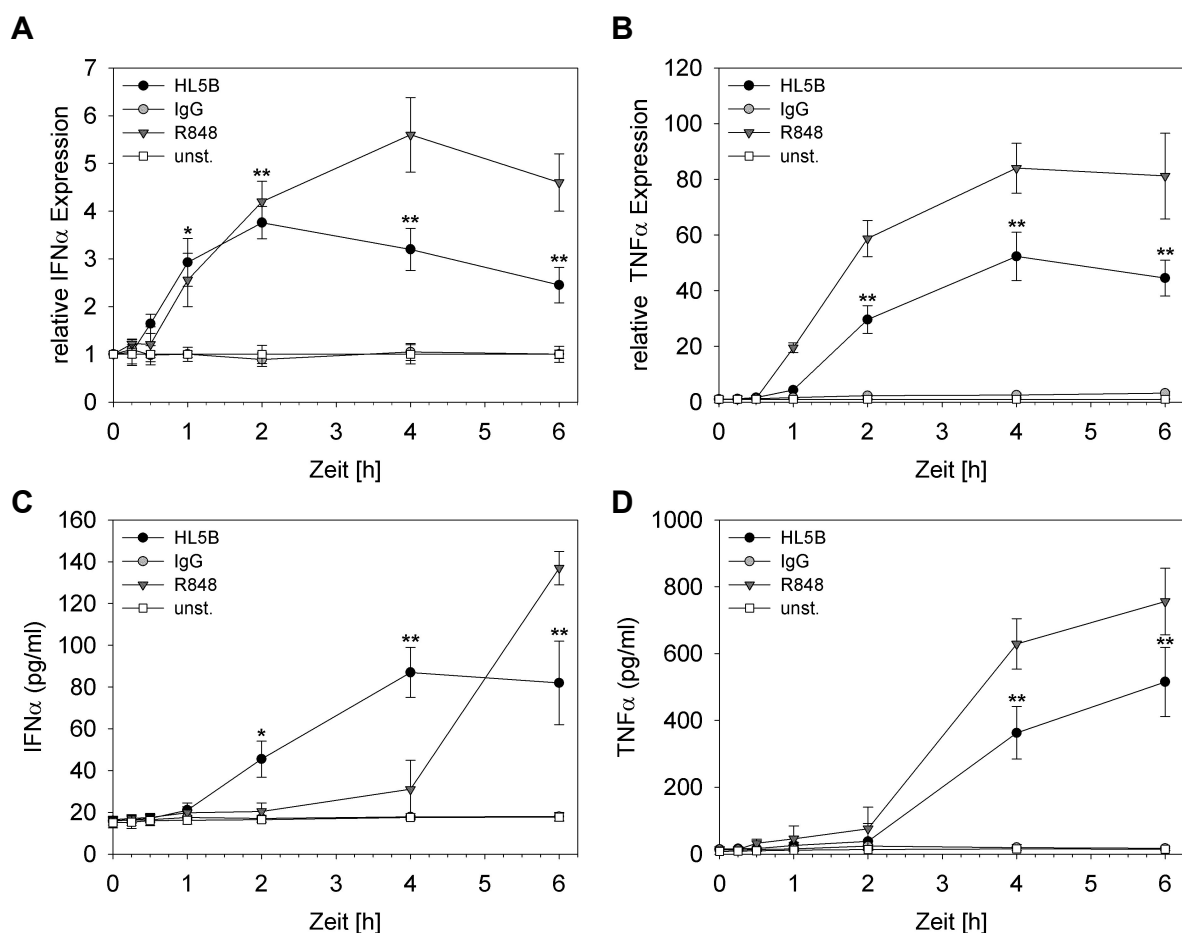 A
relative IFNα Expression
7
6
5
4
3
2
1
0
HL5B
IgG
R848
unst.
*
**
**
**
0 1 2 3 4 5 6
Zeit [h]
B
relative TNFα Expression
120
100
80
60
40
20
0
HL5B
IgG
R848
unst.
**
**
**
0 1 2 3 4 5 6
Zeit [h]
C
IFNα (pg/ml)
160
140
120
100
80
60
40
20
0
HL5B
IgG
R848
unst.
*
**
**
0 1 2 3 4 5 6
Zeit [h]
D
TNFα (pg/ml)
1000
800
600
400
200
0
HL5B
IgG
R848
unst.
**
**
0 1 2 3 4 5 6
Zeit [h]